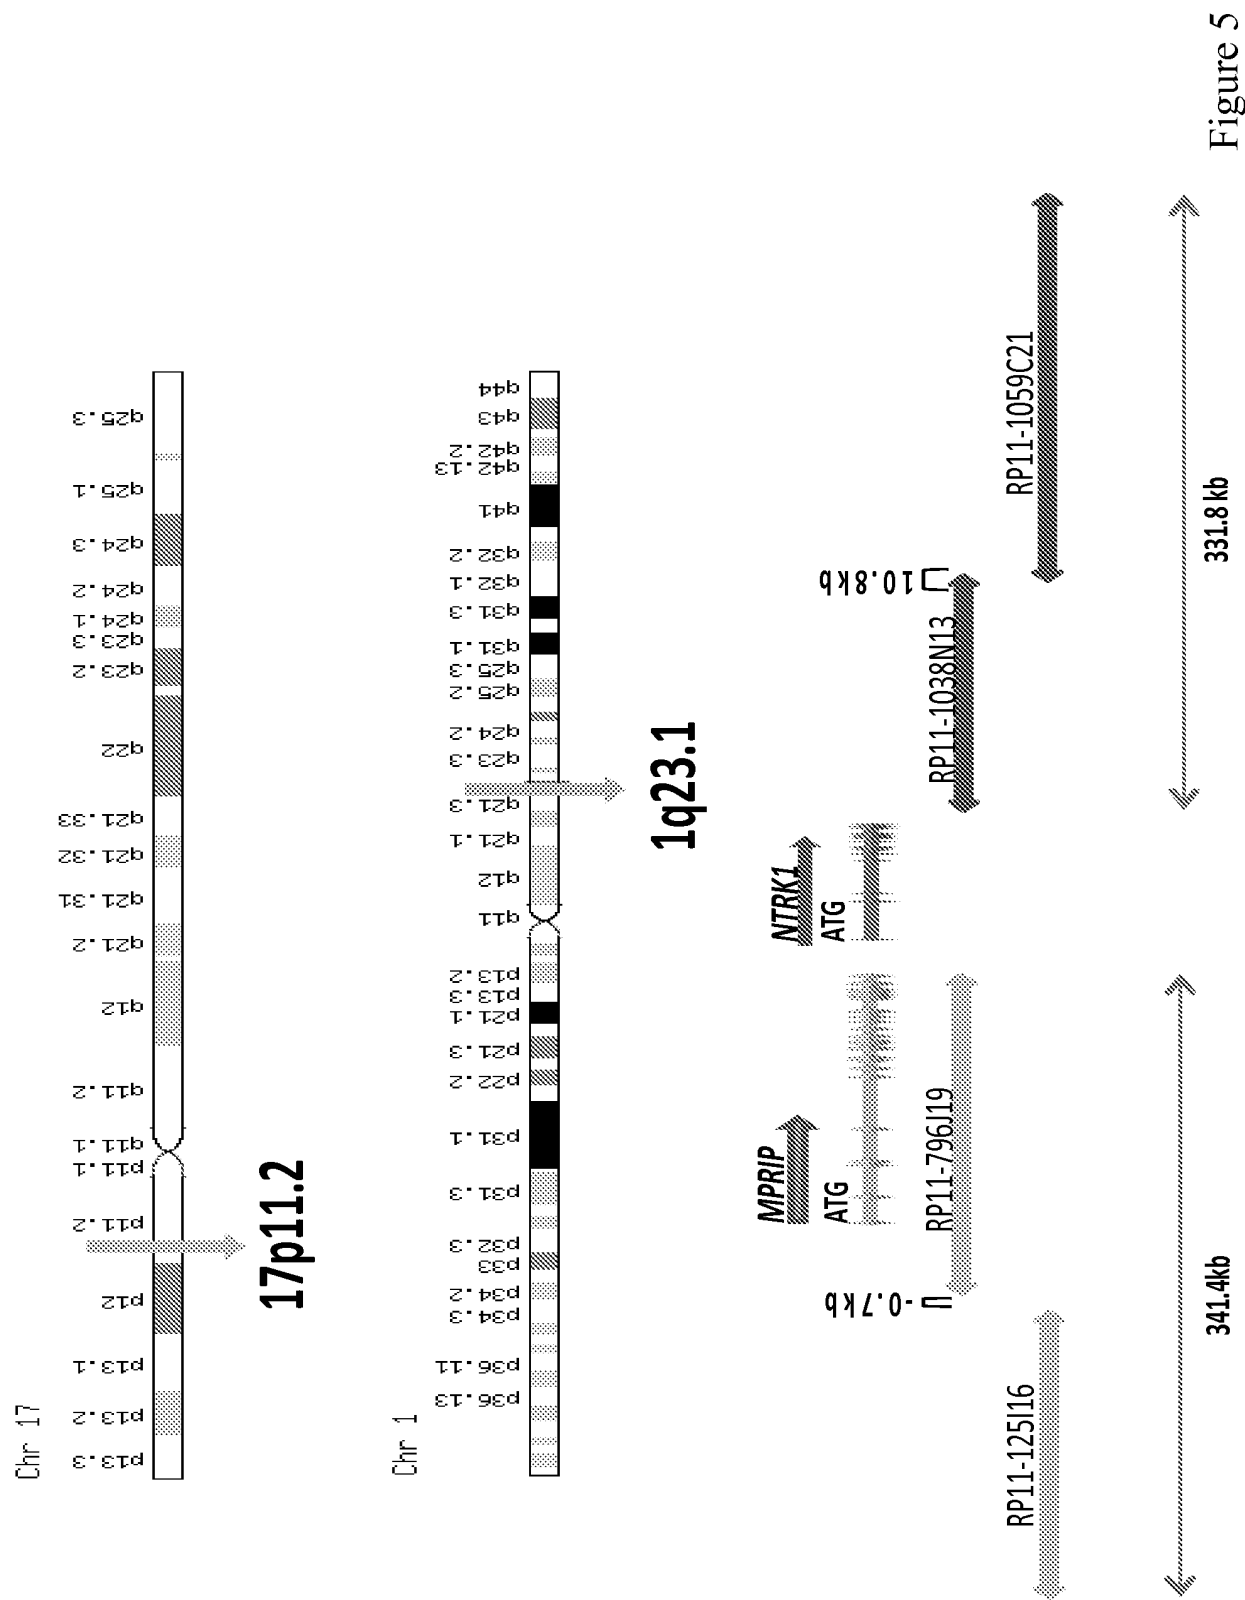 Chr 17
p13.3
p13.2
p13.1
p12
p11.2
p11.1
q11.1
q11.2
q12
q21.2
q21.31
q21.32
q21.33
q22
q23.2
q23.3
q24.1
q24.2
q24.3
q25.1
q25.3
17p11.2
Chr 1
p36.13
p36.11
p34.3
p34.2
p33
p32.3
p31.3
p31.1
p22.2
p21.3
p21.1
p13.3
p13.2
q11
q12
q21.1
q21.3
q23.3
q24.2
q25.2
q25.3
q31.1
q31.3
q32.1
q32.2
q41
q42.13
q42.2
q43
q44
1q23.1
MPRIP
NTRK1
ATG
ATG
-0.7kb
10.8kb
RP11-796J19
RP11-1038N13
RP11-125I16
RP11-1059C21
341.4kb
331.8 kb
Figure 5